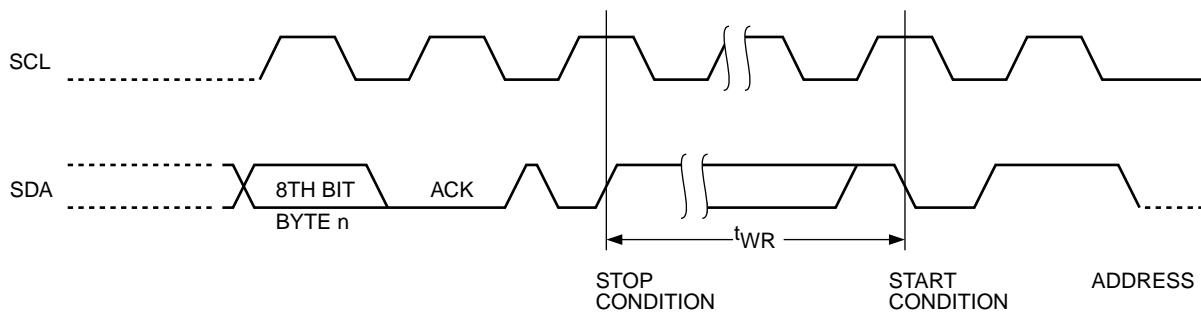 SCL
SDA
8TH BIT
ACK
BYTE n
tWR
STOP
CONDITION
START
CONDITION
ADDRESS